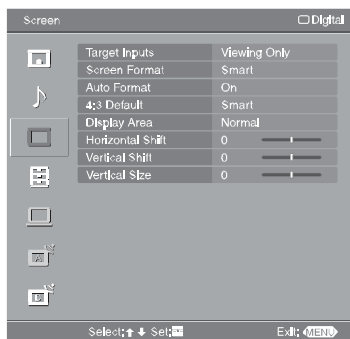 Screen Digital
Target Inputs Viewing Only
Screen Format Smart
Auto Format On
4:3 Default Smart
Display Area Normal
Horizontal Shift 0
Vertical Shift 0
Vertical Size 0
A
D
Select: Set: Exit: MENU